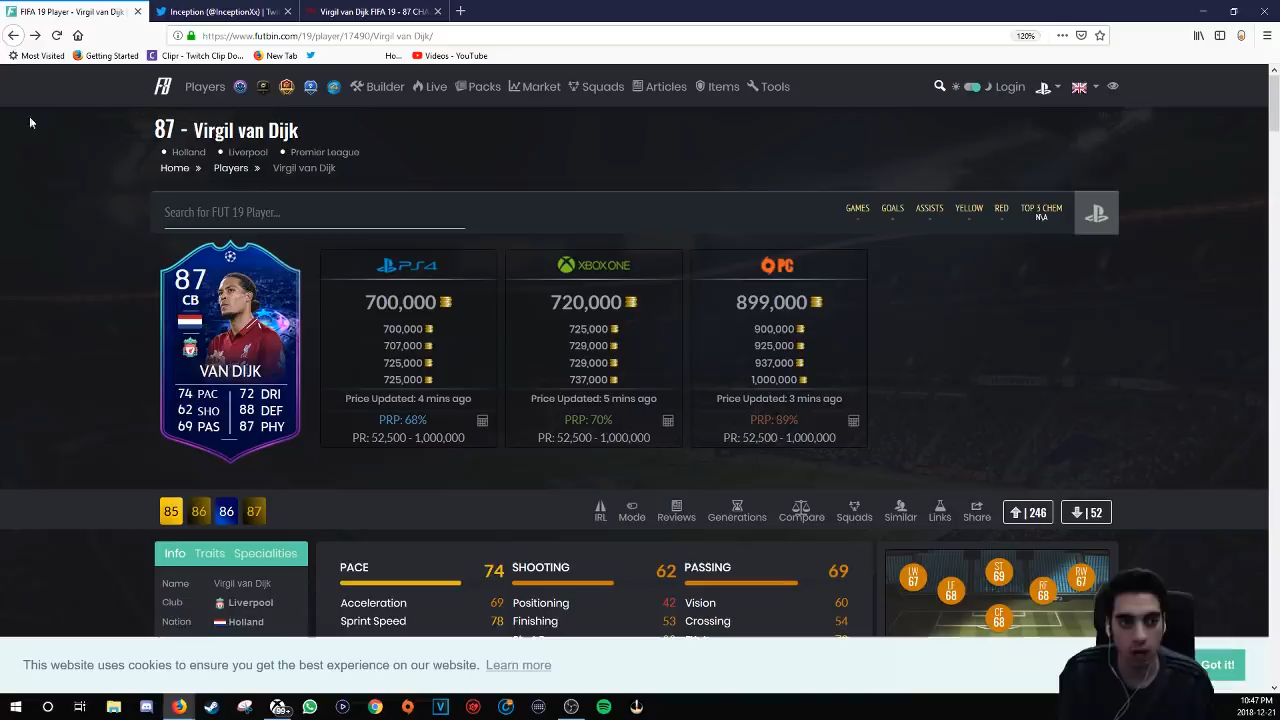 FIFA 19 Player - Virgil van Dijk
Inception (@InceptionXx) | Twi
Virgil van Dijk FIFA 19 - 87 CHA
https://www.futbin.com/19/player/17490/Virgil van Dijk/
120%
Most Visited
Getting Started
Clipr - Twitch Clip Do...
New Tab
Ho...
Videos - YouTube
Players
Builder
Live
Packs
Market
Squads
Articles
Items
Tools
Login
87 - Virgil van Dijk
Holland
Liverpool
Premier League
Home »
Players »
Virgil van Dijk
Search for FUT 19 Player...
GAMES
-
GOALS
-
ASSISTS
-
YELLOW
-
RED
-
TOP 3 CHEM
N\A
87
CB
VAN DIJK
74 PAC 72 DRI
62 SHO 88 DEF
69 PAS 87 PHY
PS4
700,000
700,000
707,000
725,000
725,000
Price Updated: 4 mins ago
PRP: 68%
PR: 52,500 - 1,000,000
XBOX ONE
720,000
725,000
729,000
729,000
737,000
Price Updated: 5 mins ago
PRP: 70%
PR: 52,500 - 1,000,000
PC
899,000
900,000
925,000
937,000
1,000,000
Price Updated: 3 mins ago
PRP: 89%
PR: 52,500 - 1,000,000
85 86 86 87
IRL
Mode
Reviews
Generations
Compare
Squads
Similar
Links
Share
| 246
| 52
Info Traits Specialities
Name Virgil van Dijk
Club Liverpool
Nation Holland
PACE 74
Acceleration 69
Sprint Speed 78
SHOOTING 62
Positioning 42
Finishing 53
PASSING 69
Vision 60
Crossing 54
LW
67
LF
68
ST
69
RF
68
RW
67
CF
68
This website uses cookies to ensure you get the best experience on our website. Learn more
Got it!
99+
10:47 PM
2018-12-21